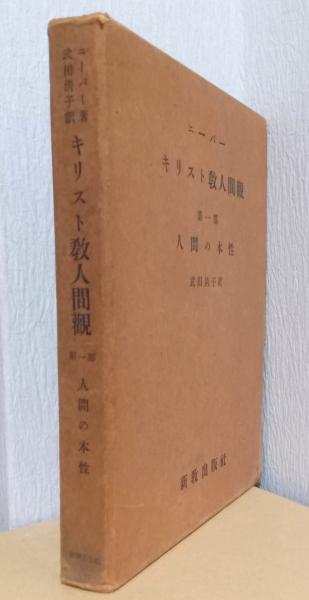 ニーバー著
武田清子訳
キリスト教人間観
第一部
人間の本性
ニーバー
キリスト教人間観
第一部
人間の本性
武田清子訳
新教出版社